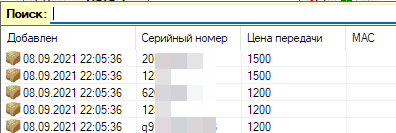 Поиск:
Добавлен Серийный номер Цена передачи MAC
08.09.2021 22:05:36 20 1500
08.09.2021 22:05:36 12 1500
08.09.2021 22:05:36 62 1200
08.09.2021 22:05:36 12 1200
08.09.2021 22:05:36 q9 1200